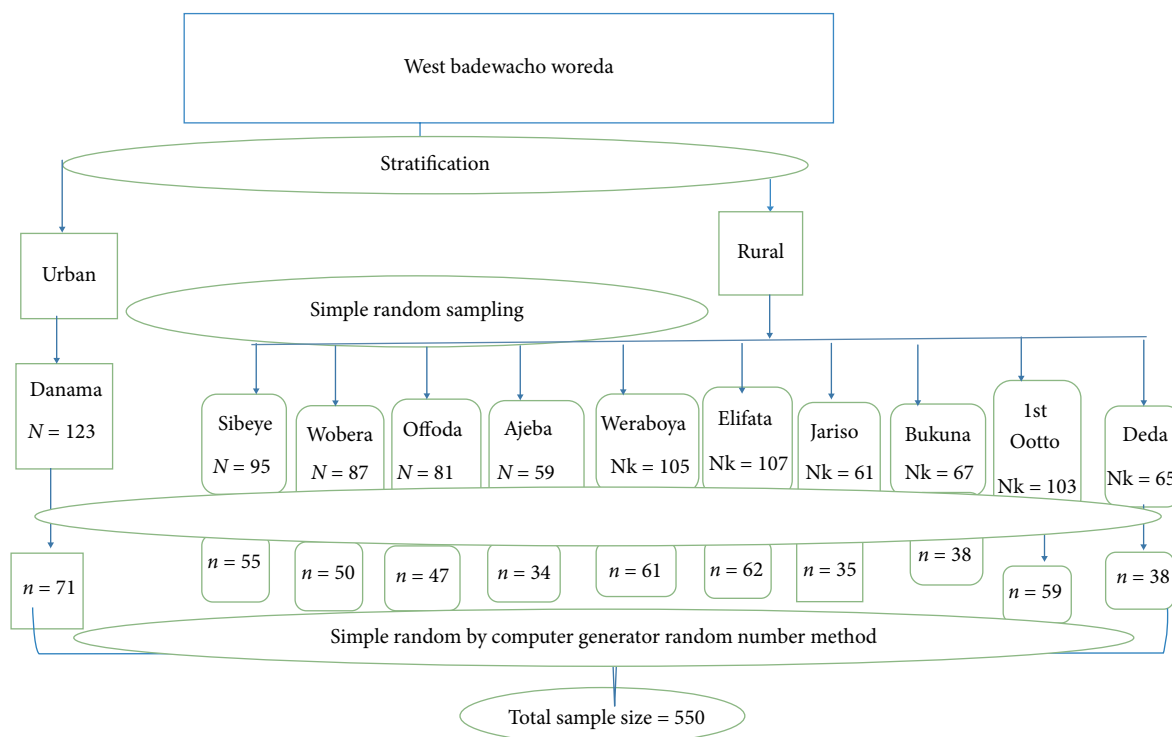 West badewacho woreda
Stratification
Urban
Rural
Simple random sampling
Danama
N = 123
Sibeye
N = 95
Wobera
N = 87
Offoda
N = 81
Ajeba
N = 59
Weraboya
Nk = 105
Elifata
Nk = 107
Jariso
Nk = 61
Bukuna
Nk = 67
1st
Ootto
Nk = 103
Deda
Nk = 65
n = 71
n = 55
n = 50
n = 47
n = 34
n = 61
n = 62
n = 35
n = 38
n = 59
n = 38
Simple random by computer generator random number method
Total sample size = 550